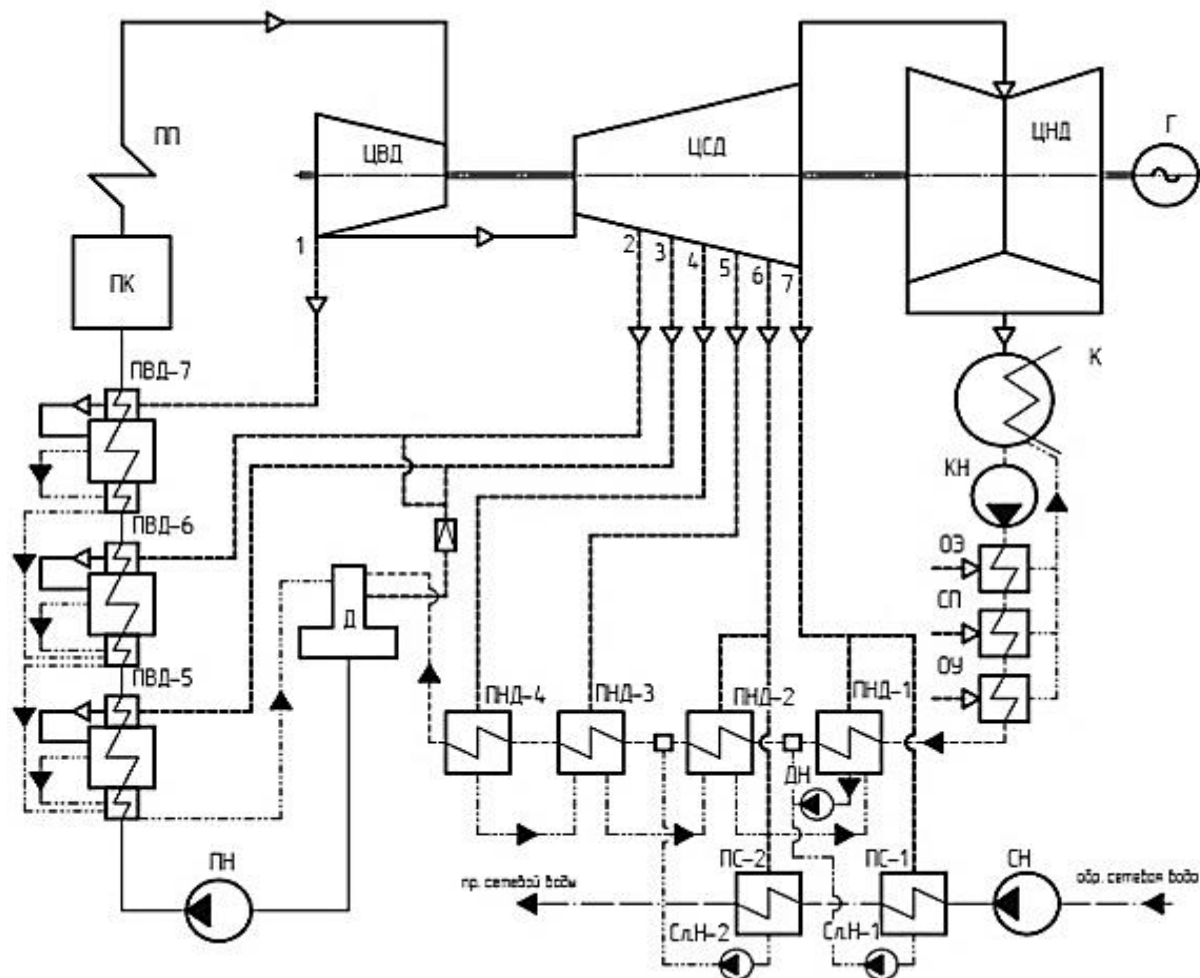 ПП
ЦВД
ЦСД
ЦНД
Г
1
2
3
4
5
6
7
ПК
К
ПВД-7
КН
ПВД-6
ОЭ
Д
СП
ПВД-5
ОУ
ПНД-4
ПНД-3
ПНД-2
ПНД-1
ДН
ПН
ПС-2
ПС-1
СН
пр. сетевой воды
обр. сетевая вода
Сл.Н-2
Сл.Н-1